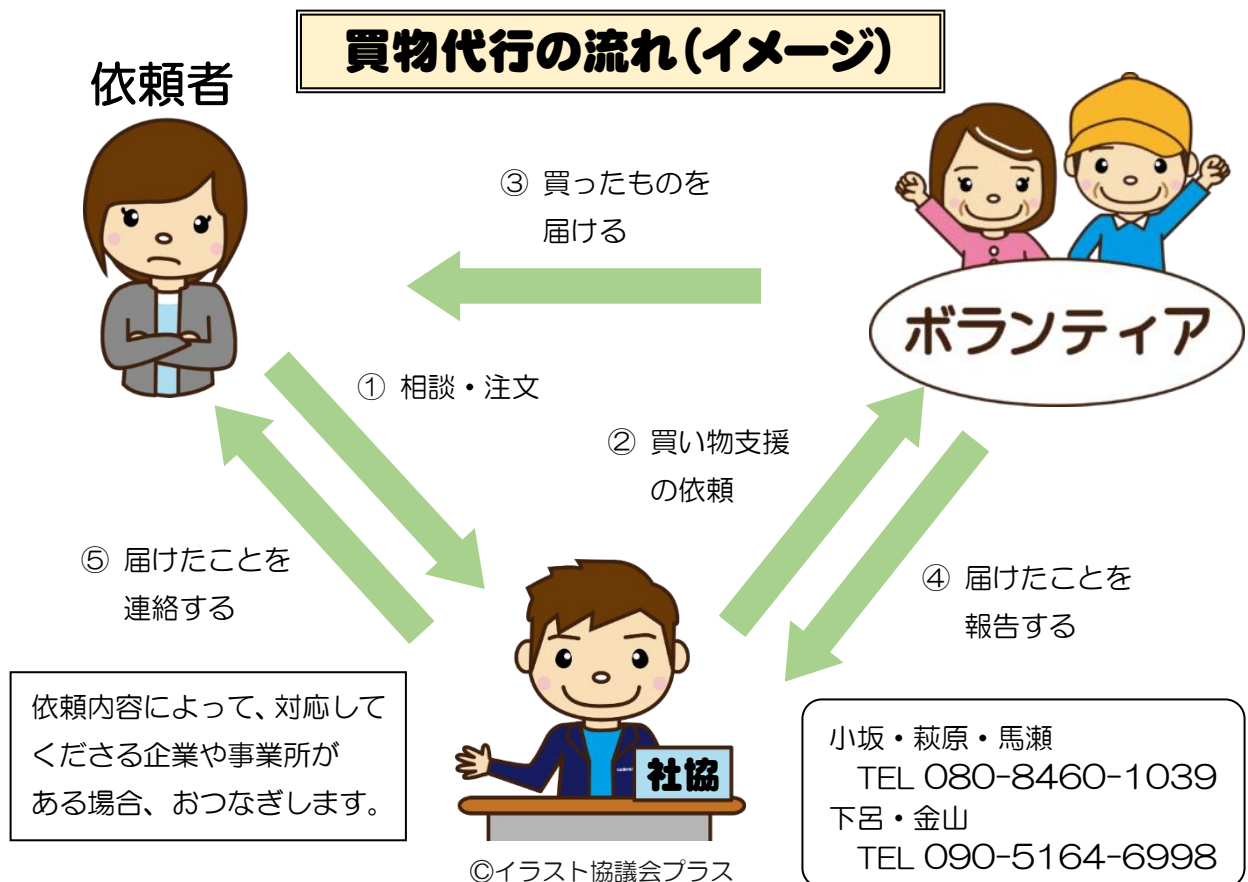 買物代行の流れ(イメージ)
依頼者
③ 買ったものを
届ける
ボランティア
① 相談・注文
② 買い物支援
の依頼
⑤ 届けたことを
連絡する
④ 届けたことを
報告する
依頼内容によって、対応して
くださる企業や事業所が
ある場合、おつなぎします。
社協
小坂・萩原・馬瀬
TEL 080-8460-1039
下呂・金山
TEL 090-5164-6998
©イラスト協議会プラス